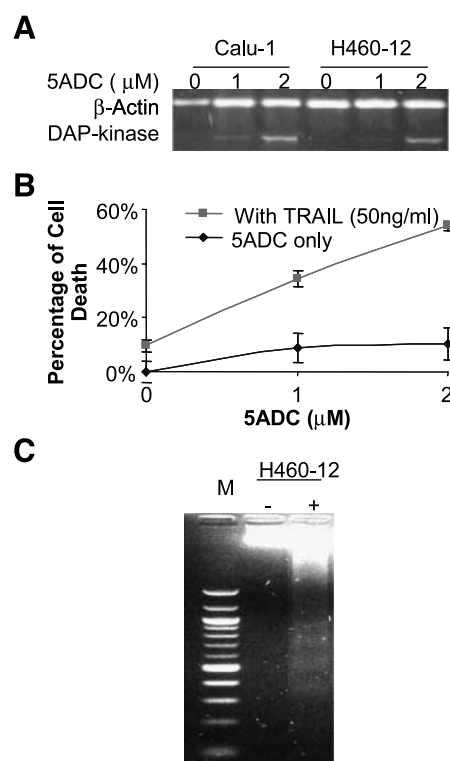 A
Calu-1 H460-12
5ADC ( μM) 0 1 2 0 1 2
β-Actin
DAP-kinase
B
60%
40%
20%
0%
Percentage of Cell
Death
With TRAIL (50ng/ml)
5ADC only
0 1 2
5ADC (μM)
C
H460-12
M - +